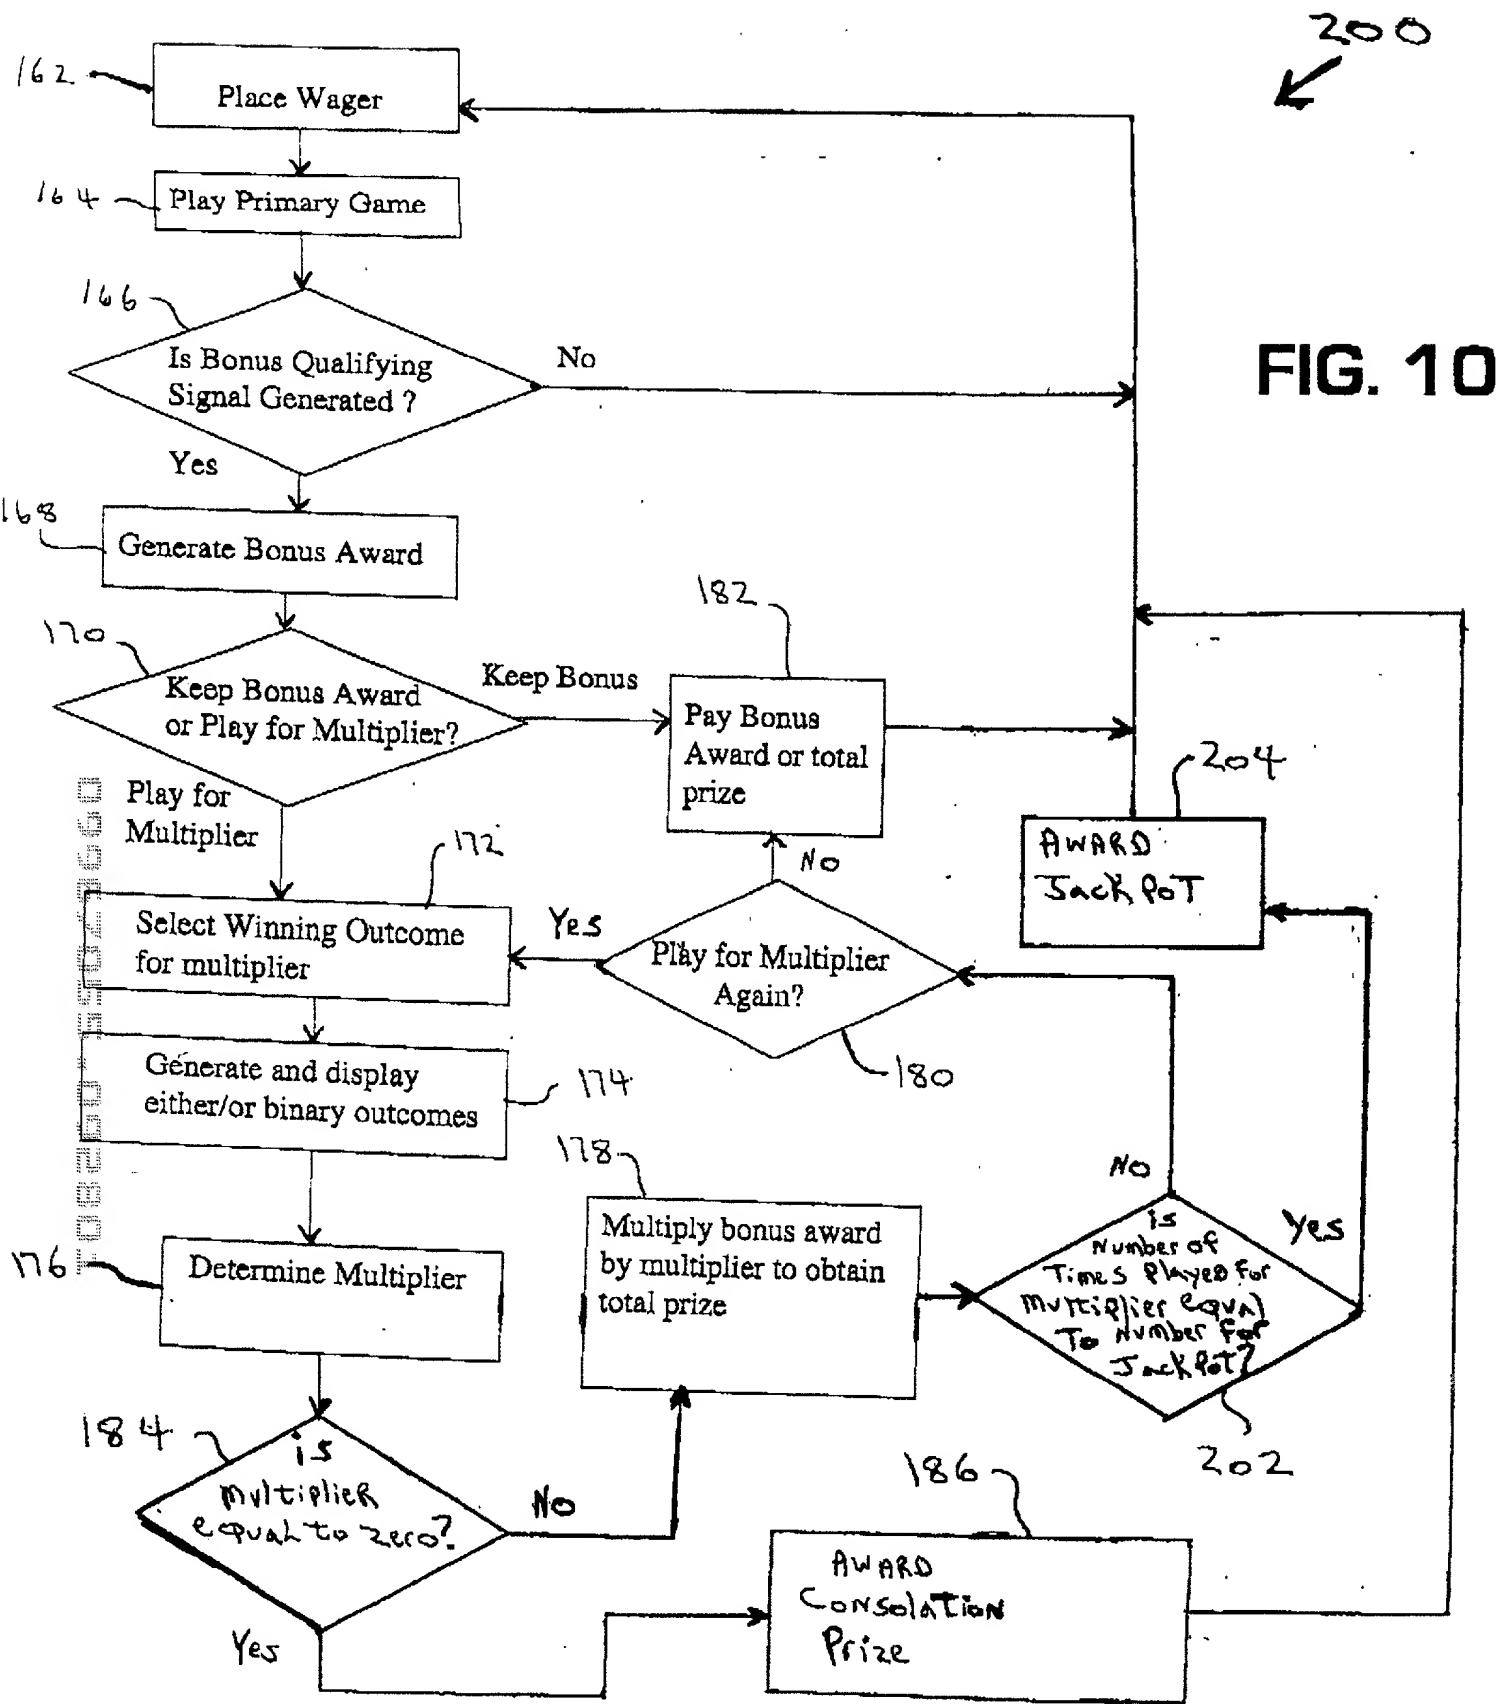 200
162
Place Wager
164
Play Primary Game
166
Is Bonus Qualifying
Signal Generated ?
No
FIG. 10
Yes
168
Generate Bonus Award
182
170
Keep Bonus Award
or Play for Multiplier?
Keep Bonus
Pay Bonus
Award or total
prize
204
Play for
Multiplier
AWARD
JackPoT
No
172
Select Winning Outcome
for multiplier
Yes
Play for Multiplier
Again?
180
Generate and display
either/or binary outcomes
174
178
No
Yes
176
Determine Multiplier
Multiply bonus award
by multiplier to obtain
total prize
is
Number of
Times Played for
Multiplier equal
To Number for
JackPoT?
202
184
is
Multiplier
equal to zero?
No
Yes
186
AWARD
Consolation
Prize